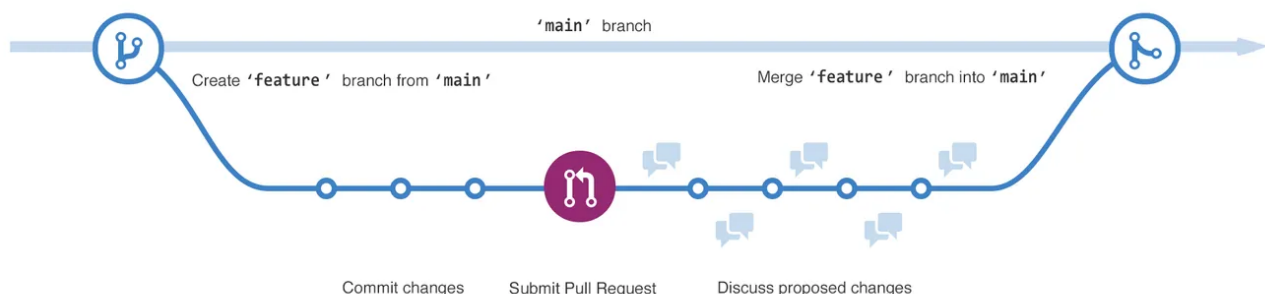 ‘main’ branch
Create ‘feature’ branch from ‘main’
Merge ‘feature’ branch into ‘main’
Commit changes
Submit Pull Request
Discuss proposed changes